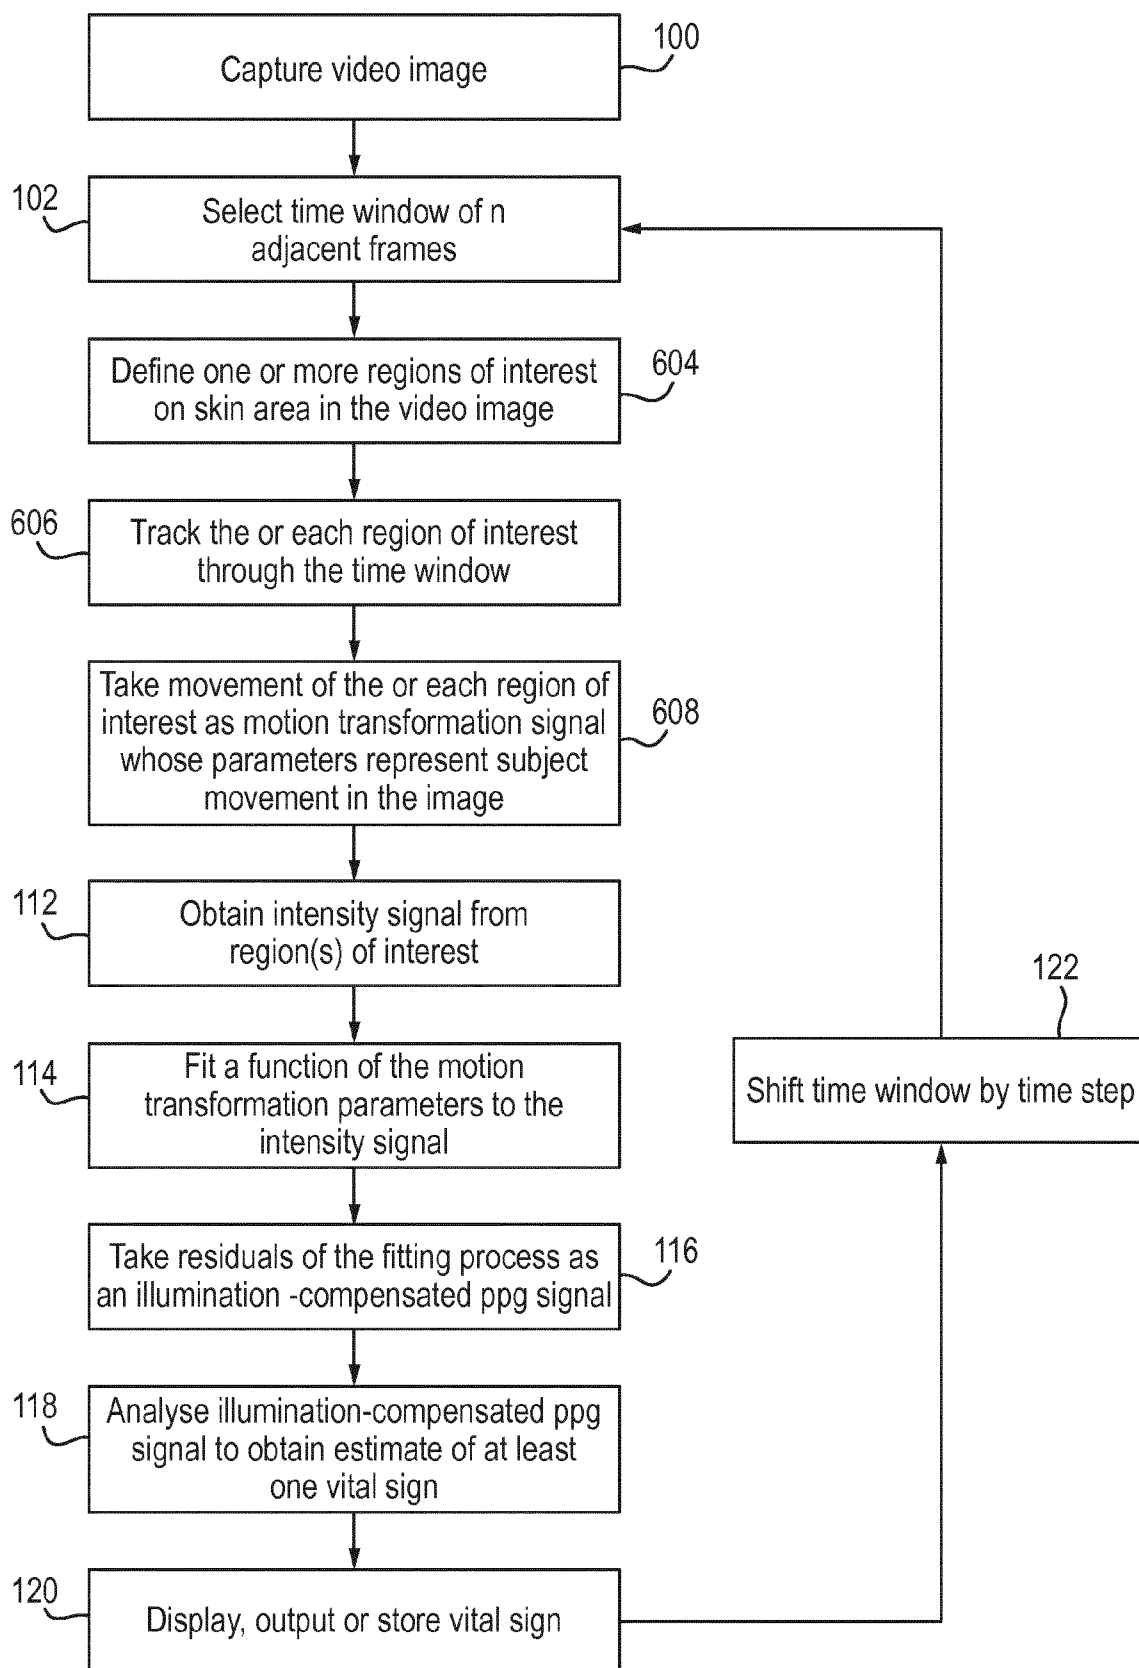 Capture video image
100
102
Select time window of n
adjacent frames
Define one or more regions of interest
on skin area in the video image
604
606
Track the or each region of interest
through the time window
Take movement of the or each region of
interest as motion transformation signal
whose parameters represent subject
movement in the image
608
112
Obtain intensity signal from
region(s) of interest
122
Shift time window by time step
114
Fit a function of the motion
transformation parameters to the
intensity signal
Take residuals of the fitting process as
an illumination -compensated ppg signal
116
118
Analyse illumination-compensated ppg
signal to obtain estimate of at least
one vital sign
120
Display, output or store vital sign